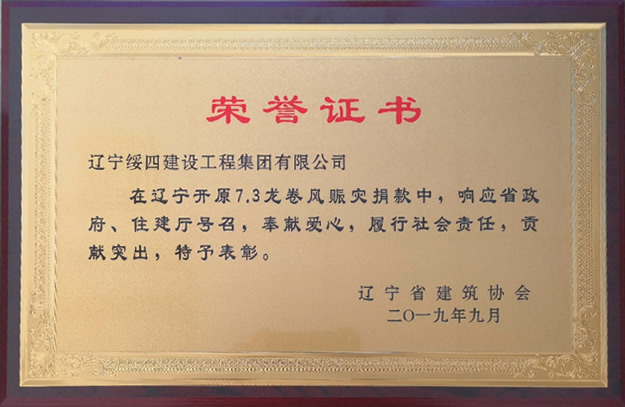 荣誉证书
辽宁绥四建设工程集团有限公司
在辽宁开原7.3龙卷风赈灾捐款中，响应省政
府、住建厅号召，奉献爱心，履行社会责任，贡
献突出，特予表彰。
辽宁省建筑协会
二〇一九年九月